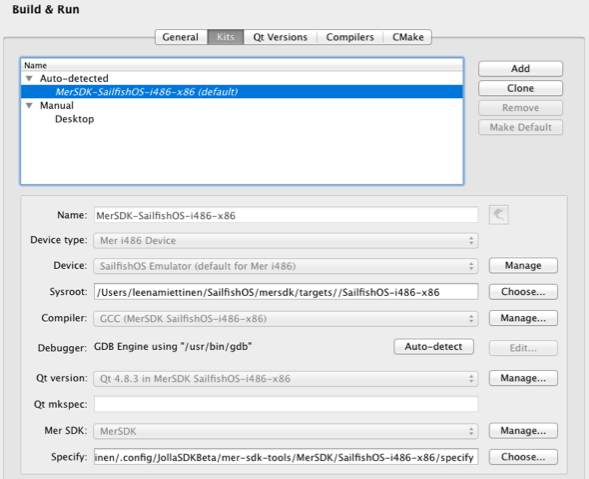 Build & Run
General Kits Qt Versions Compilers CMake
Name
Auto-detected
MerSDK-SailfishOS-i486-x86 (default)
Manual
Desktop
Add
Clone
Remove
Make Default
Name: MerSDK-SailfishOS-i486-x86
Device type: Mer i486 Device
Device: SailfishOS Emulator (default for Mer i486) Manage
Sysroot: /Users/leenamiettinen/SailfishOS/mersdk/targets//SailfishOS-i486-x86 Choose...
Compiler: GCC (MerSDK SailfishOS-i486-x86) Manage...
Debugger: GDB Engine using "/usr/bin/gdb" Auto-detect Edit...
Qt version: Qt 4.8.3 in MerSDK SailfishOS-i486-x86 Manage...
Qt mkspec:
Mer SDK: MerSDK Manage...
Specify: inen/.config/JollaSDKBeta/mer-sdk-tools/MerSDK/SailfishOS-i486-x86/specify Choose...